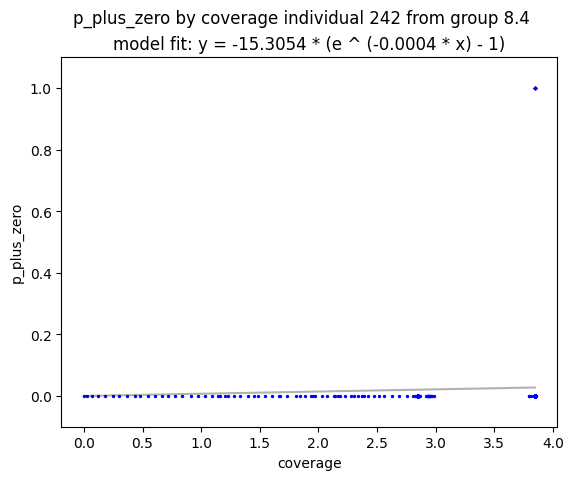 p_plus_zero by coverage individual 242 from group 8.4
model fit: y = -15.3054 * (e ^ (-0.0004 * x) - 1)
1.0
0.8
0.6
0.4
0.2
0.0
p_plus_zero
0.0 0.5 1.0 1.5 2.0 2.5 3.0 3.5 4.0
coverage